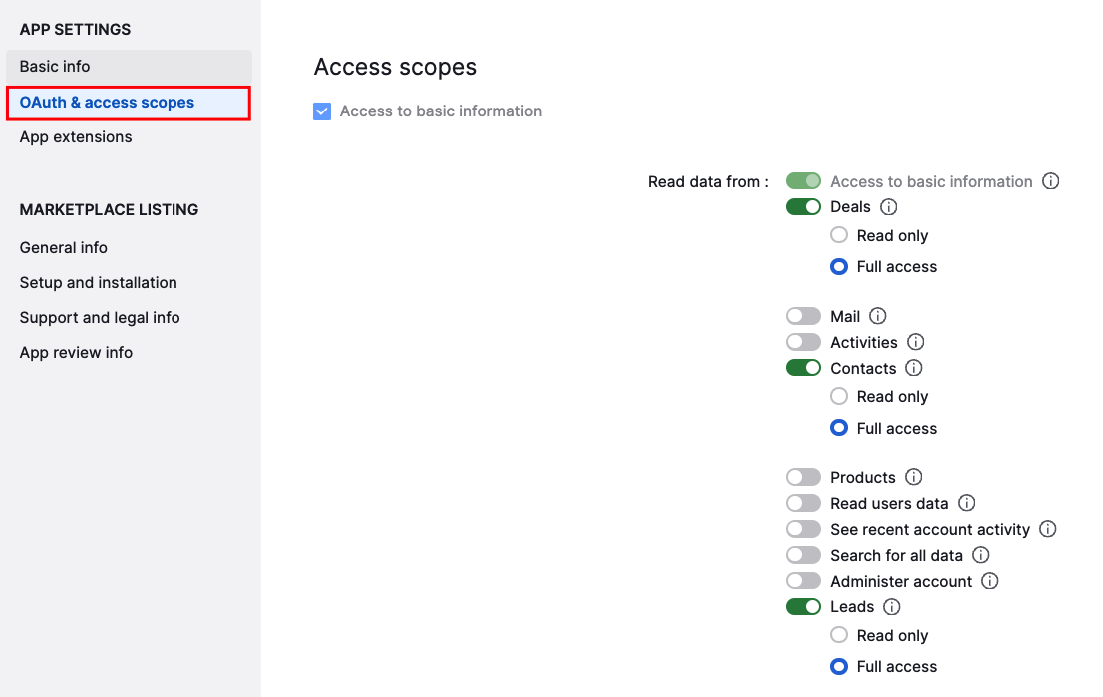 APP SETTINGS
Basic info
OAuth & access scopes
App extensions
MARKETPLACE LISTING
General info
Setup and installation
Support and legal info
App review info
Access scopes
Access to basic information
Read data from :
Access to basic information
Deals
Read only
Full access
Mail
Activities
Contacts
Read only
Full access
Products
Read users data
See recent account activity
Search for all data
Administer account
Leads
Read only
Full access